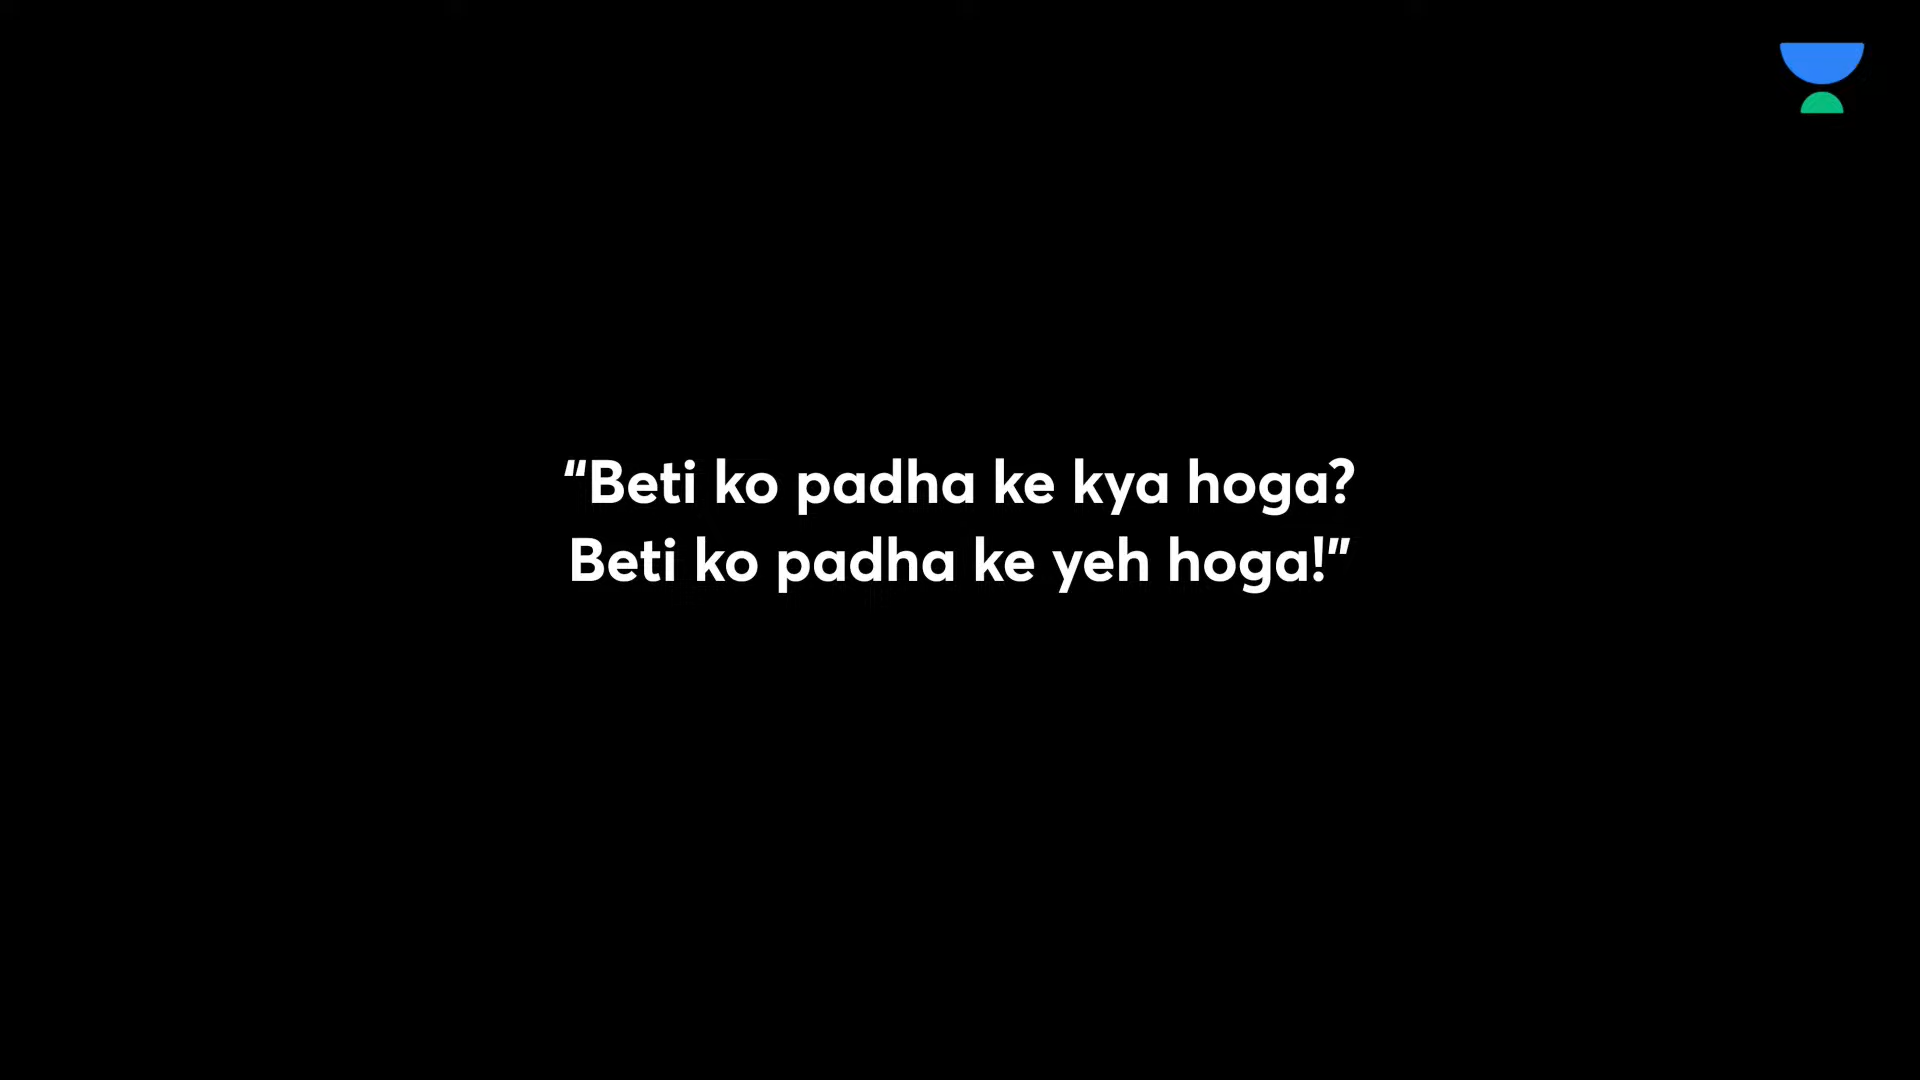 “Beti ko padha ke kya hoga?
Beti ko padha ke yeh hoga!”